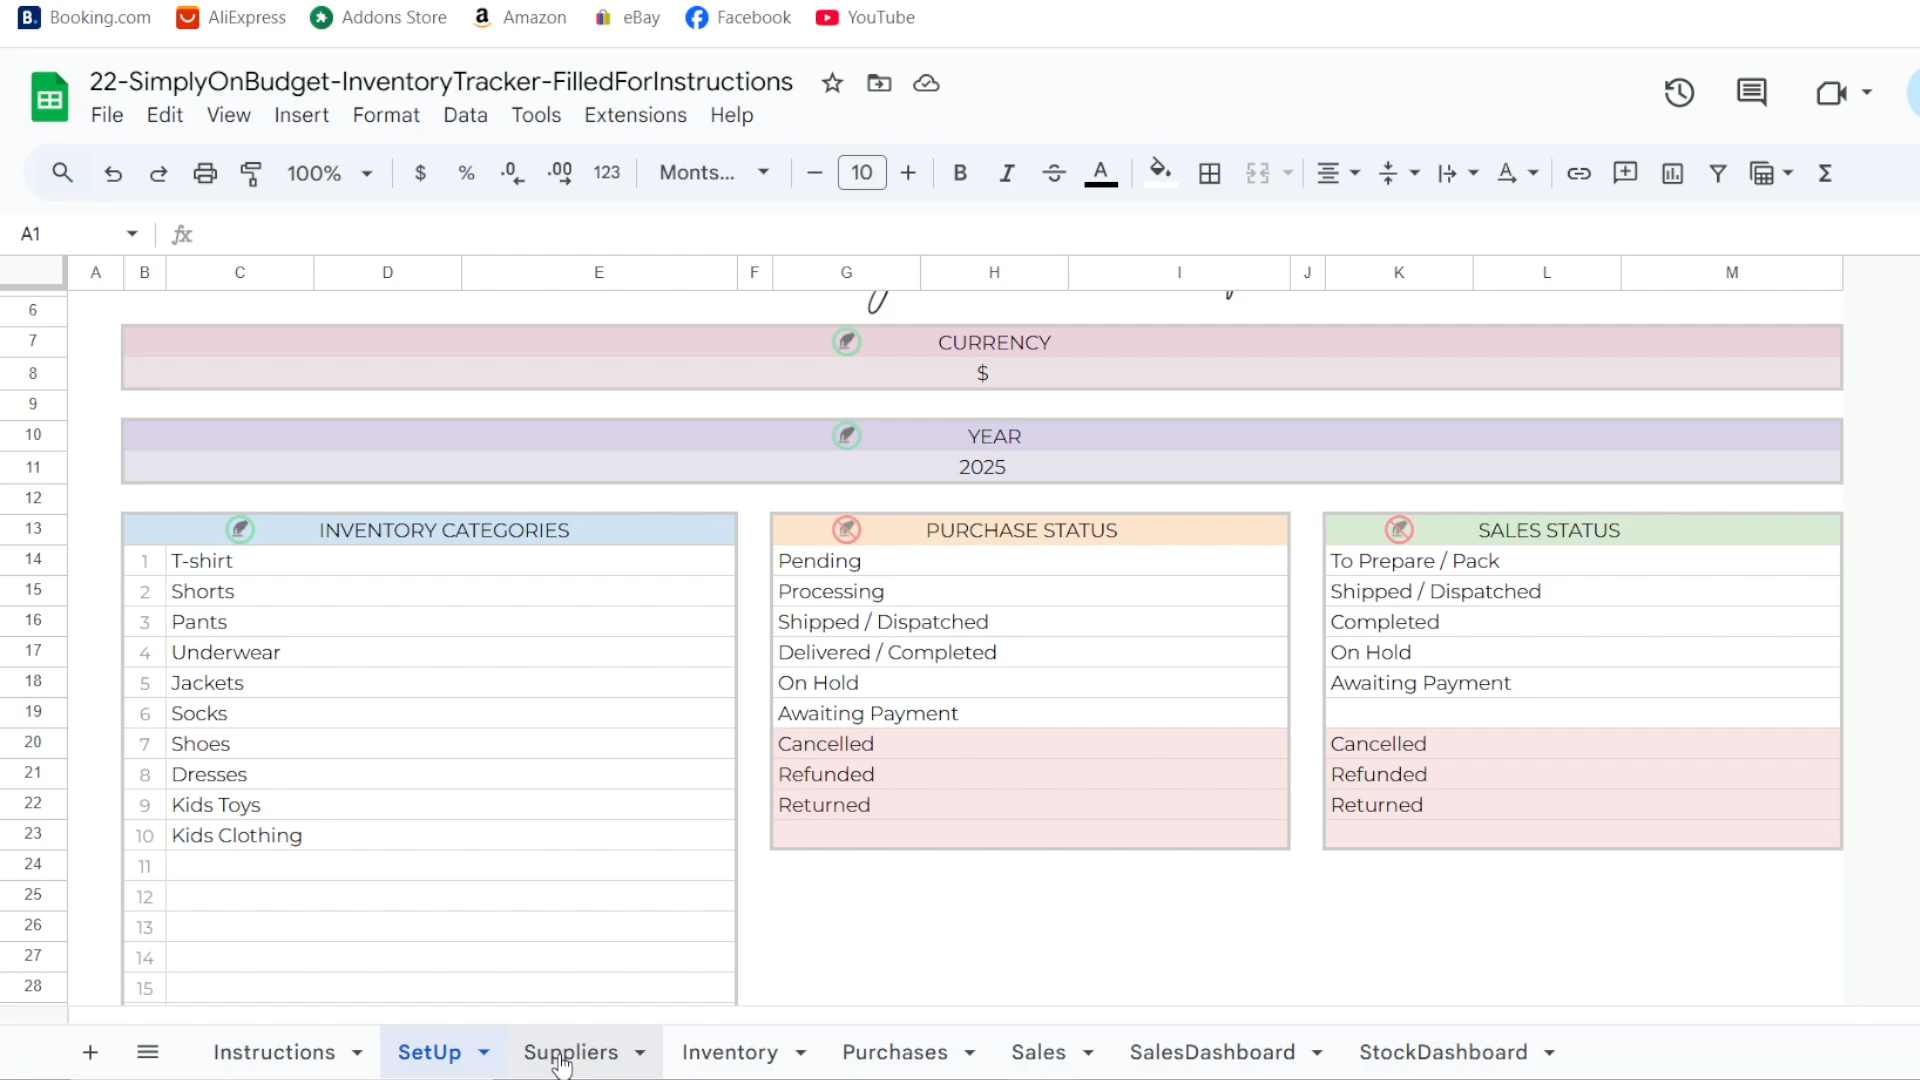 Booking.com AliExpress Addons Store Amazon eBay Facebook YouTube
22-SimplyOnBudget-InventoryTracker-FilledForInstructions
File Edit View Insert Format Data Tools Extensions Help
100% $ % .0 .00 123 Monts... 10 B I A
A1 fx
A B C D E F G H I J K L M
6
7 CURRENCY
8 $
9
10 YEAR
11 2025
12
13 INVENTORY CATEGORIES PURCHASE STATUS SALES STATUS
14 1 T-shirt Pending To Prepare / Pack
15 2 Shorts Processing Shipped / Dispatched
16 3 Pants Shipped / Dispatched Completed
17 4 Underwear Delivered / Completed On Hold
18 5 Jackets On Hold Awaiting Payment
19 6 Socks Awaiting Payment
20 7 Shoes Cancelled Cancelled
21 8 Dresses Refunded Refunded
22 9 Kids Toys Returned Returned
23 10 Kids Clothing
24 11
25 12
26 13
27 14
28 15
Instructions SetUp Suppliers Inventory Purchases Sales SalesDashboard StockDashboard